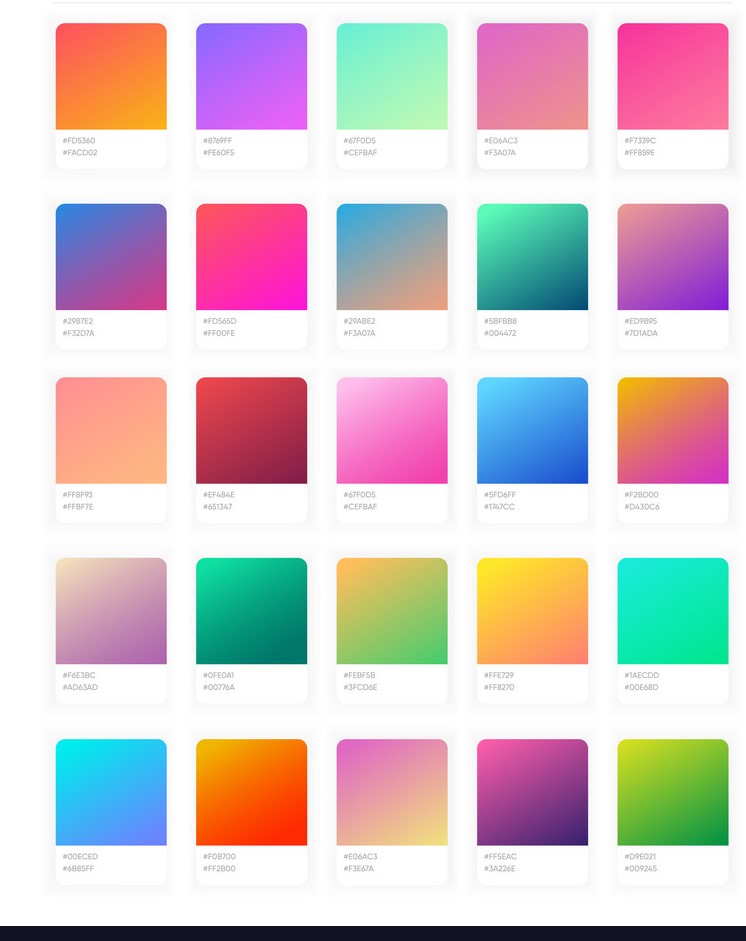 #FD5360
#FACD02
#8769FF
#FE60F5
#67F0D5
#CEFBAF
#E06AC3
#F3A07A
#F7339C
#FF859E
#2987E2
#F32D7A
#FD565D
#FF00FE
#29ABE2
#F3A07A
#5BFBB8
#004472
#ED9B95
#7D1ADA
#FF8F93
#FFBF7E
#EF484E
#651347
#67F0D5
#CEFBAF
#5FD6FF
#1747CC
#F2BD00
#D430C6
#F6E3BC
#AD63AD
#0FE0A1
#00776A
#FEBF5B
#3FCD6E
#FFE729
#FF8270
#1AECDD
#00E68D
#00ECED
#6B85FF
#F0B700
#FF2B00
#E06AC3
#F3E67A
#FF5EAC
#3A226E
#D9E021
#009245